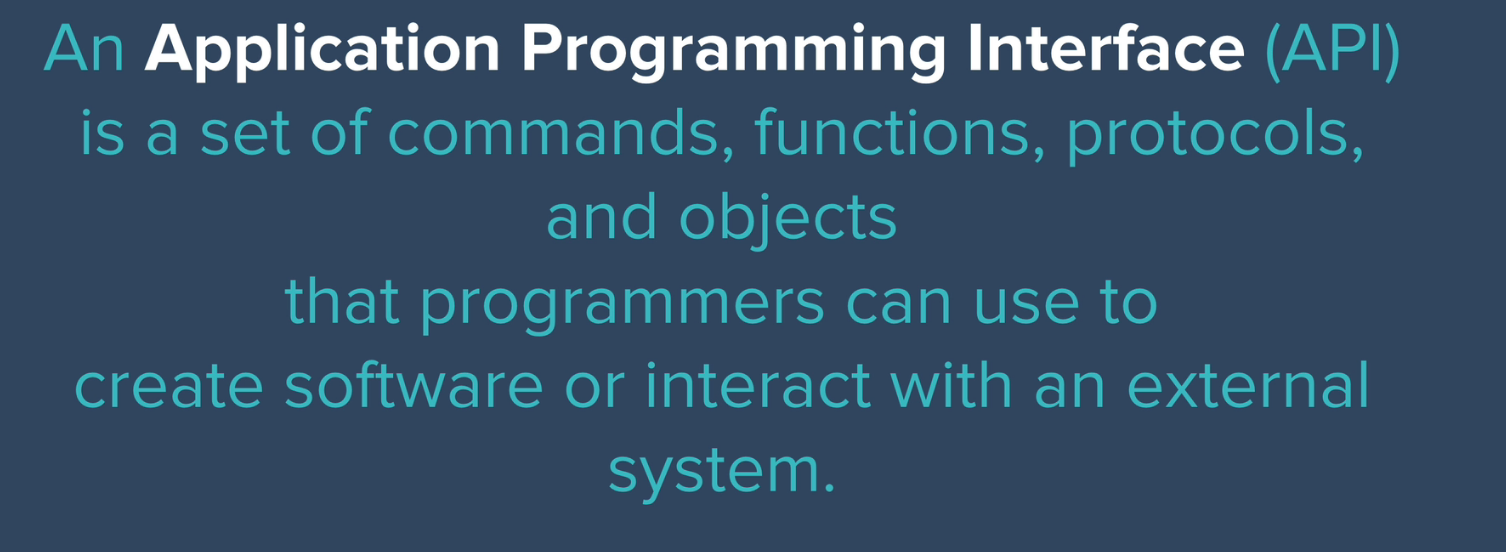 An Application Programming Interface (API)
is a set of commands, functions, protocols,
and objects
that programmers can use to
create software or interact with an external
system.